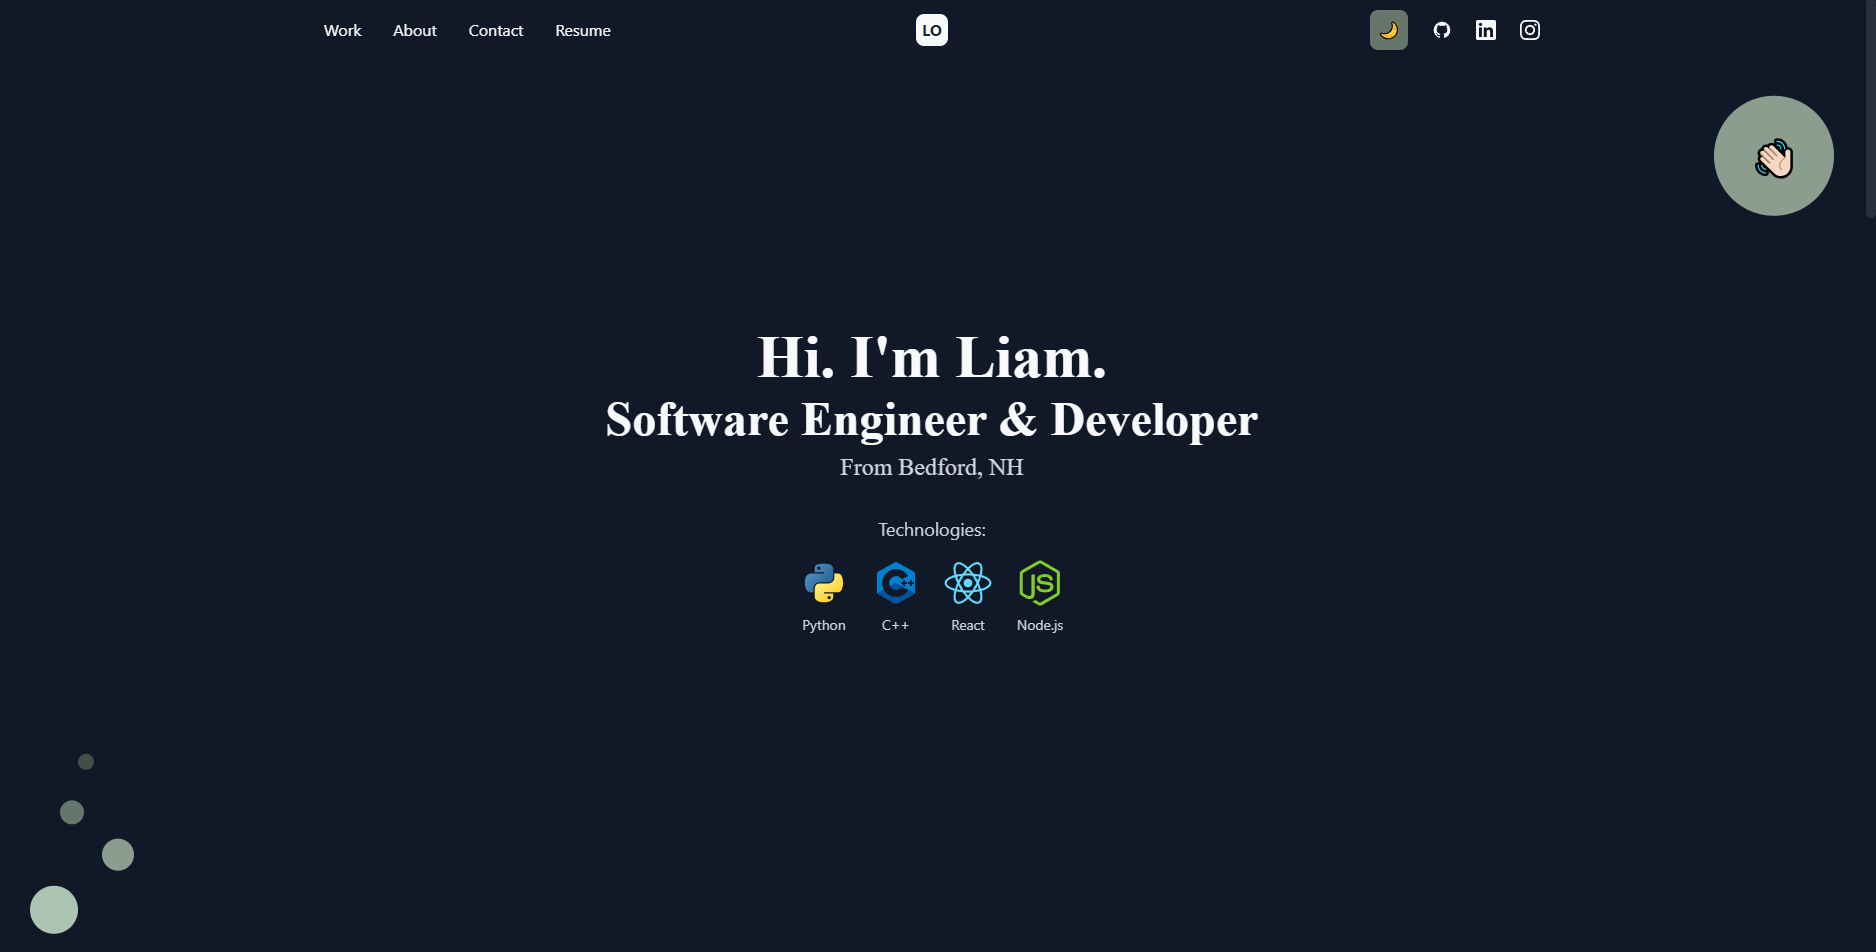 Work About Contact Resume LO
Hi. I'm Liam.
Software Engineer & Developer
From Bedford, NH
Technologies:
Python C++ React Node.js